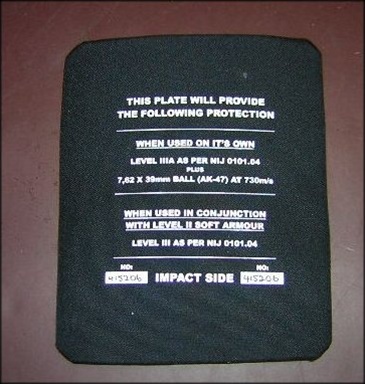 THIS PLATE WILL PROVIDE
THE FOLLOWING PROTECTION
WHEN USED ON IT'S OWN
LEVEL IIIA AS PER NIJ 0101.04
PLUS
7,62 X 39mm BALL (AK-47) AT 730m/s
WHEN USED IN CONJUNCTION
WITH LEVEL II SOFT ARMOUR
LEVEL III AS PER NIJ 0101.04
NO: NO:
415206 IMPACT SIDE 415206